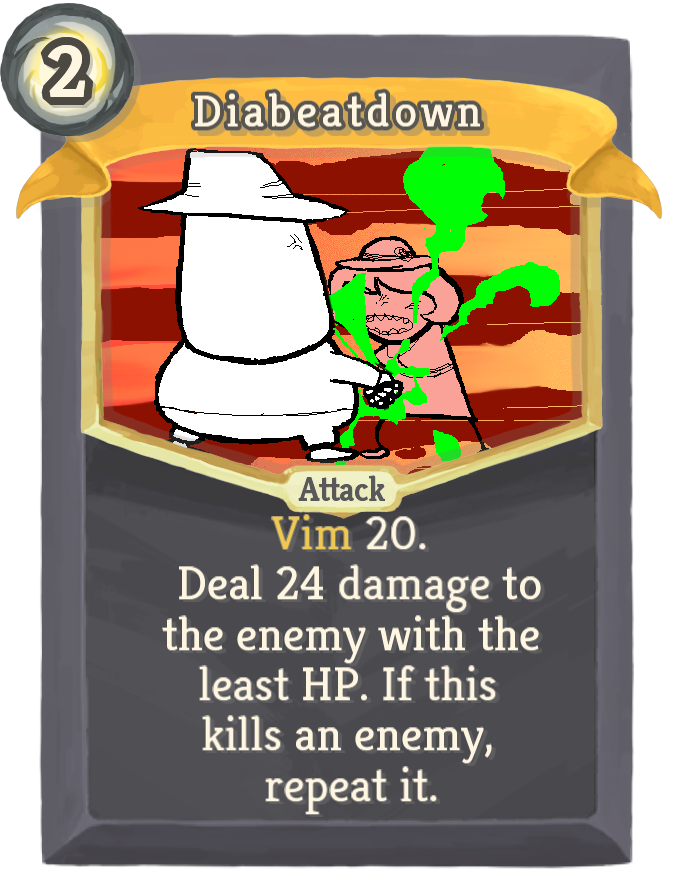 2
Diabeatdown
Attack
Vim 20.
Deal 24 damage to
the enemy with the
least HP. If this
kills an enemy,
repeat it.